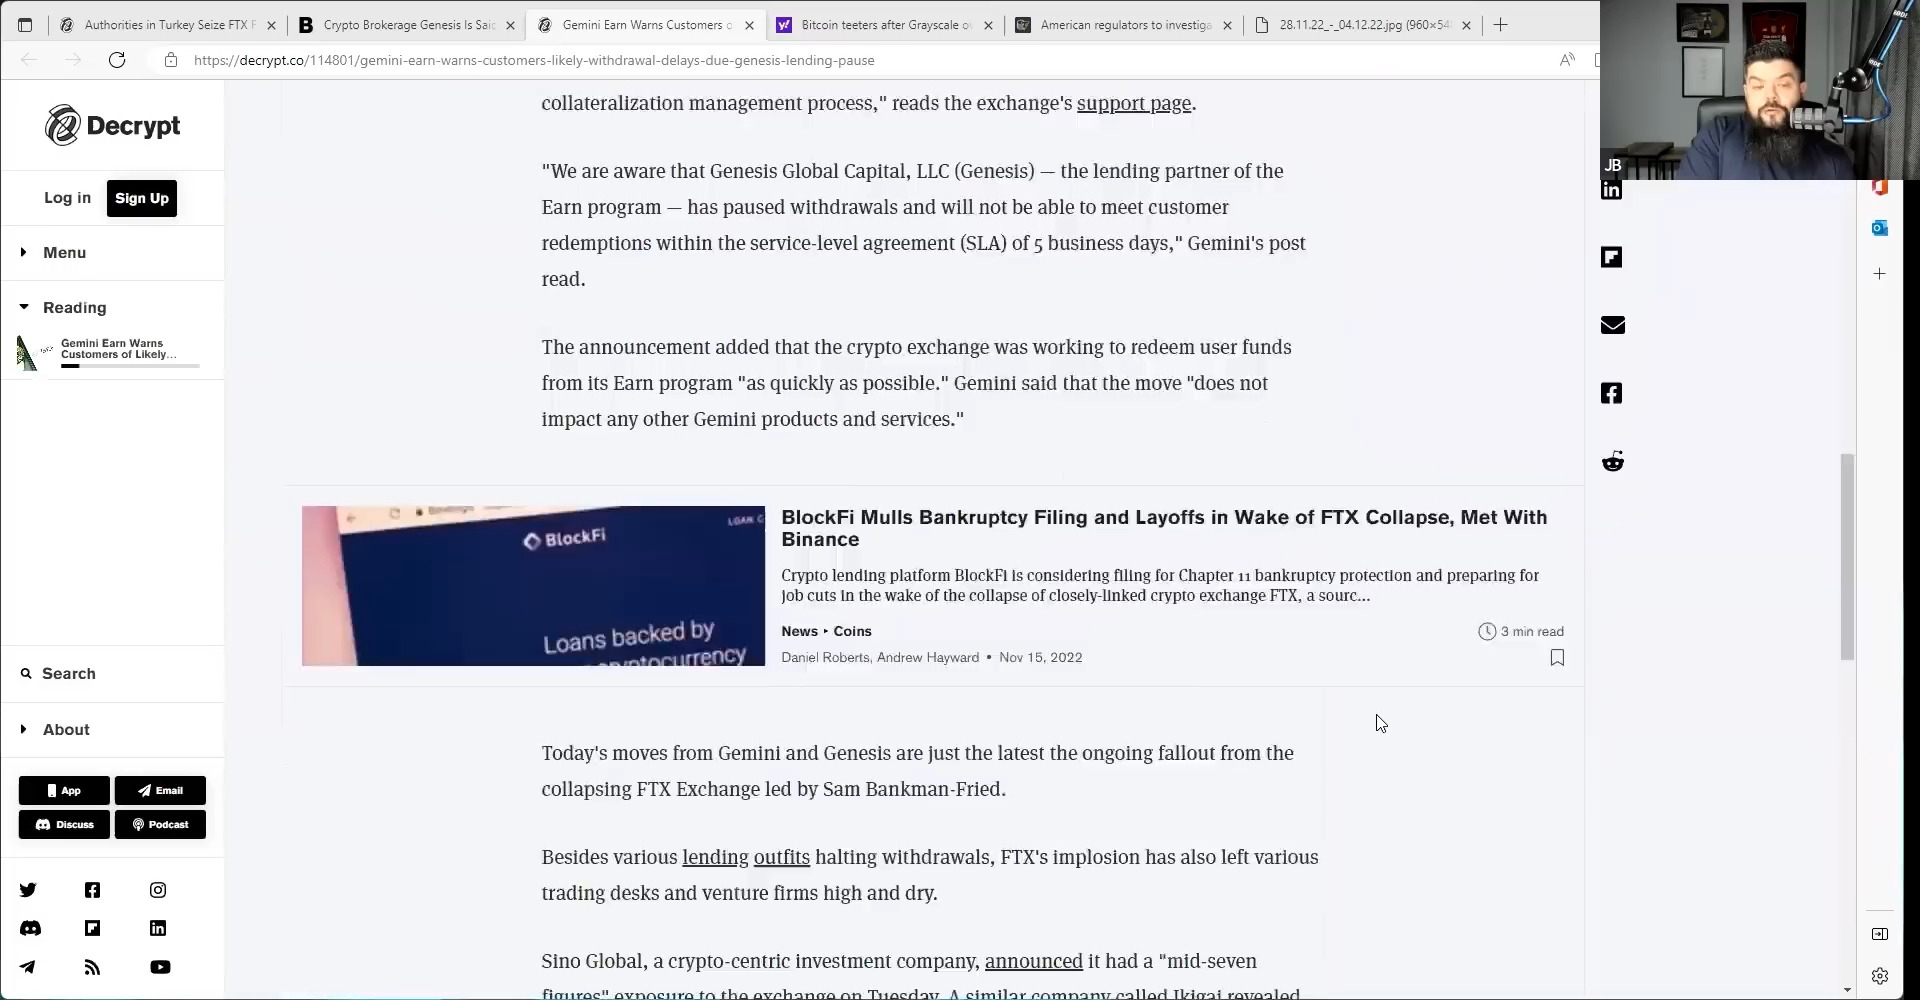 Authorities in Turkey Seize FTX F
Crypto Brokerage Genesis Is Said
Gemini Earn Warns Customers o
Bitcoin teeters after Grayscale o
American regulators to investiga
28.11.22_-_04.12.22.jpg (960×54
https://decrypt.co/114801/gemini-earn-warns-customers-likely-withdrawal-delays-due-genesis-lending-pause
JB
Decrypt
Log in
Sign Up
Menu
Reading
Gemini Earn Warns
Customers of Likely...
Search
About
App
Email
Discuss
Podcast
collateralization management process," reads the exchange's support page.
"We are aware that Genesis Global Capital, LLC (Genesis) — the lending partner of the
Earn program — has paused withdrawals and will not be able to meet customer
redemptions within the service-level agreement (SLA) of 5 business days," Gemini's post
read.
The announcement added that the crypto exchange was working to redeem user funds
from its Earn program "as quickly as possible." Gemini said that the move "does not
impact any other Gemini products and services."
BlockFi
Loans backed by
cryptocurrency
BlockFi Mulls Bankruptcy Filing and Layoffs in Wake of FTX Collapse, Met With
Binance
Crypto lending platform BlockFi is considering filing for Chapter 11 bankruptcy protection and preparing for
job cuts in the wake of the collapse of closely-linked crypto exchange FTX, a sourc...
News ‣ Coins
3 min read
Daniel Roberts, Andrew Hayward • Nov 15, 2022
Today's moves from Gemini and Genesis are just the latest the ongoing fallout from the
collapsing FTX Exchange led by Sam Bankman-Fried.
Besides various lending outfits halting withdrawals, FTX's implosion has also left various
trading desks and venture firms high and dry.
Sino Global, a crypto-centric investment company, announced it had a "mid-seven
figures" exposure to the exchange on Tuesday. A similar company called Ikigai revealed